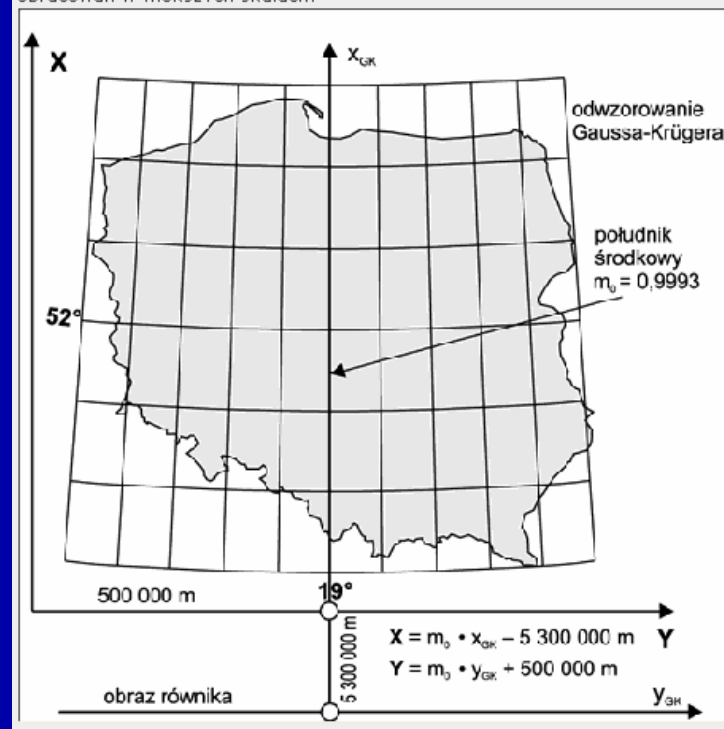 X
x_GK
odwzorowanie
Gaussa-Krügera
południk
środkowy
m₀ = 0,9993
52°
19°
500 000 m
5 300 000 m
X = m₀ • x_GK – 5 300 000 m
Y
Y = m₀ • y_GK + 500 000 m
obraz równika
y_GK